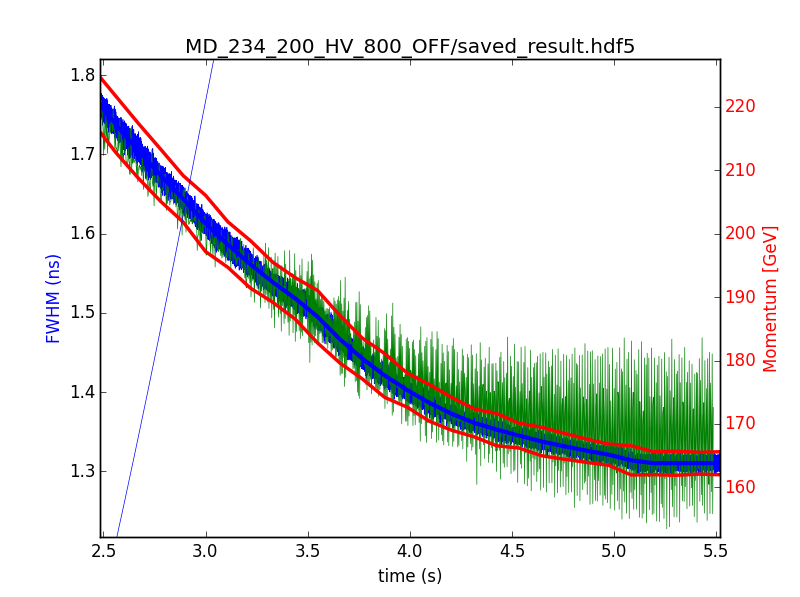 MD_234_200_HV_800_OFF/saved_result.hdf5
1.8
1.7
1.6
1.5
1.4
1.3
FWHM (ns)
220
210
200
190
180
170
160
Momentum [GeV]
2.5 3.0 3.5 4.0 4.5 5.0 5.5
time (s)